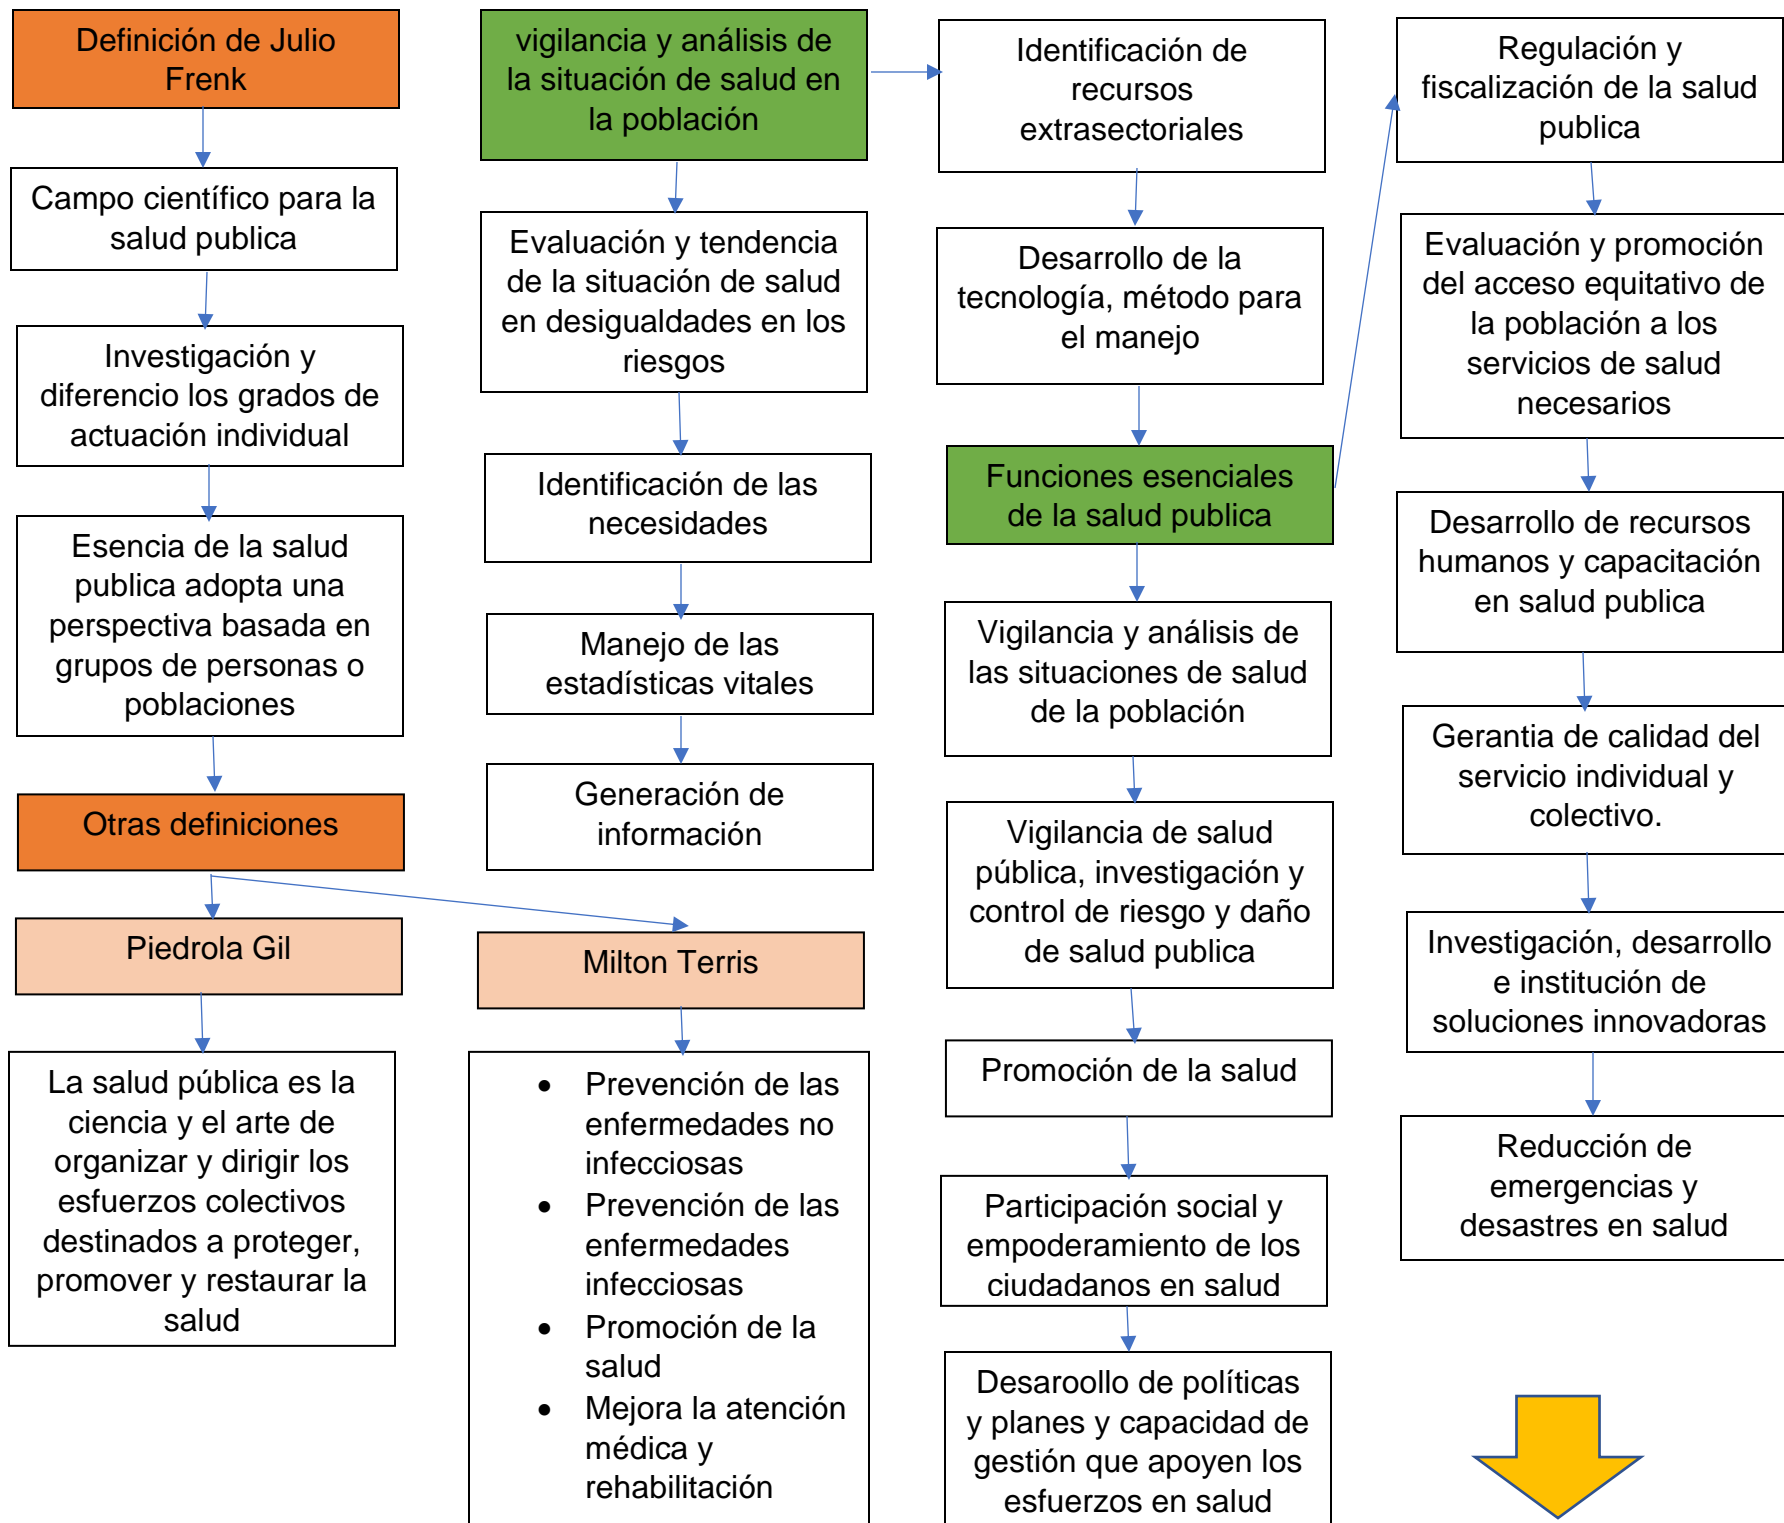 Definición de Julio
Frenk
Campo científico para la
salud publica
Investigación y
diferencio los grados de
actuación individual
Esencia de la salud
publica adopta una
perspectiva basada en
grupos de personas o
poblaciones
Otras definiciones
Piedrola Gil
La salud pública es la
ciencia y el arte de
organizar y dirigir los
esfuerzos colectivos
destinados a proteger,
promover y restaurar la
salud
vigilancia y análisis de
la situación de salud en
la población
Evaluación y tendencia
de la situación de salud
en desigualdades en los
riesgos
Identificación de las
necesidades
Manejo de las
estadísticas vitales
Generación de
información
Milton Terris
• Prevención de las
enfermedades no
infecciosas
• Prevención de las
enfermedades
infecciosas
• Promoción de la
salud
• Mejora la atención
médica y
rehabilitación
Identificación de
recursos
extrasectoriales
Desarrollo de la
tecnología, método para
el manejo
Funciones esenciales
de la salud publica
Vigilancia y análisis de
las situaciones de salud
de la población
Vigilancia de salud
pública, investigación y
control de riesgo y daño
de salud publica
Promoción de la salud
Participación social y
empoderamiento de los
ciudadanos en salud
Desaroollo de políticas
y planes y capacidad de
gestión que apoyen los
esfuerzos en salud
Regulación y
fiscalización de la salud
publica
Evaluación y promoción
del acceso equitativo de
la población a los
servicios de salud
necesarios
Desarrollo de recursos
humanos y capacitación
en salud publica
Gerantia de calidad del
servicio individual y
colectivo.
Investigación, desarrollo
e institución de
soluciones innovadoras
Reducción de
emergencias y
desastres en salud